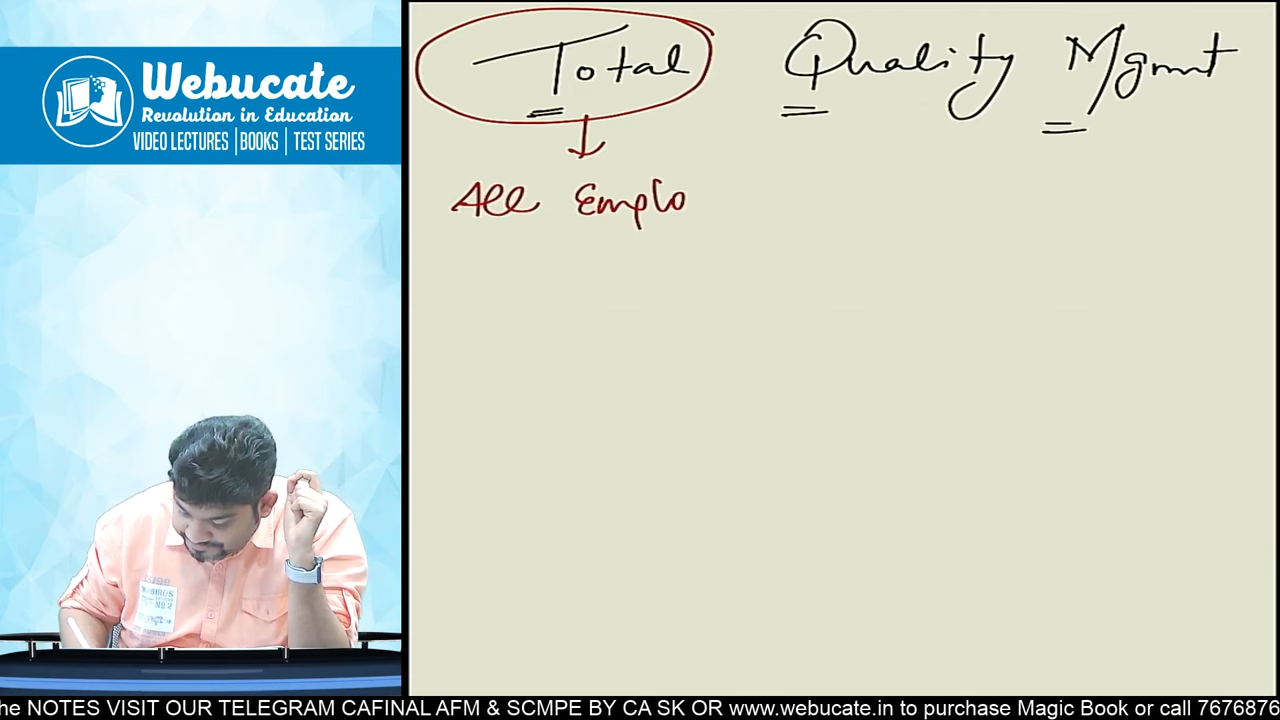 Total Quality Mgmnt
All Emplo
Webucate
Revolution in Education
VIDEO LECTURES | BOOKS | TEST SERIES
he NOTES VISIT OUR TELEGRAM CAFINAL AFM & SCMPE BY CA SK OR www.webucate.in to purchase Magic Book or call 7676876